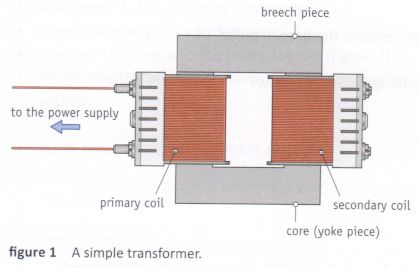 breech piece
to the power supply
primary coil
secondary coil
core (yoke piece)
figure 1 A simple transformer.